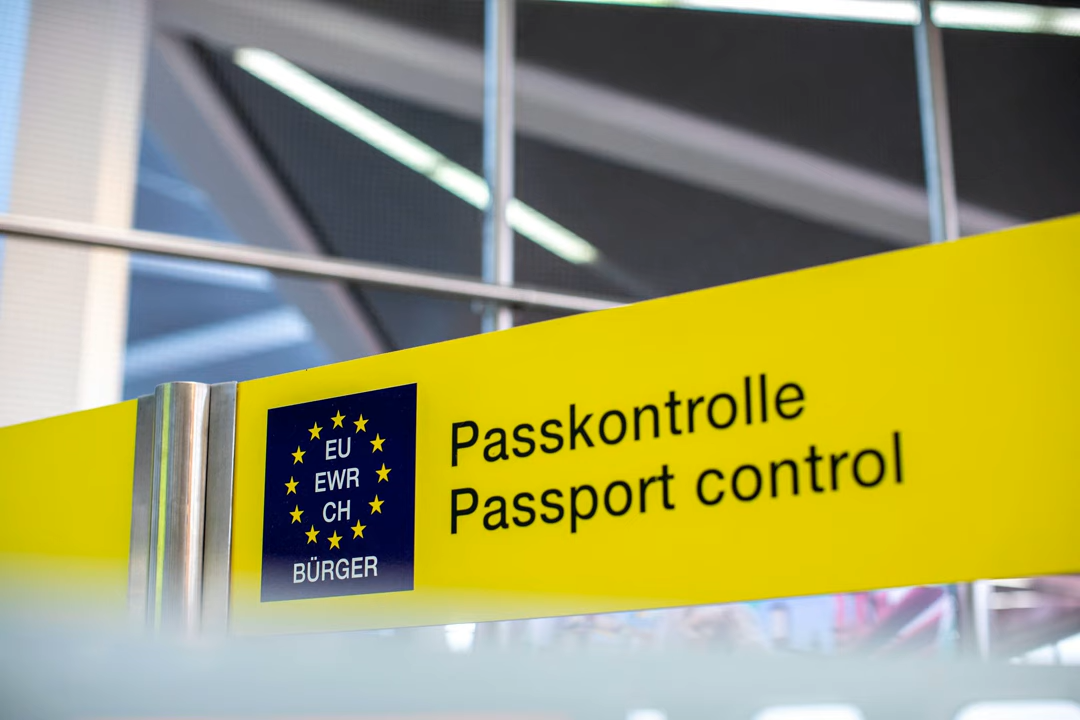 EU
EWR
CH
BÜRGER
Passkontrolle
Passport control